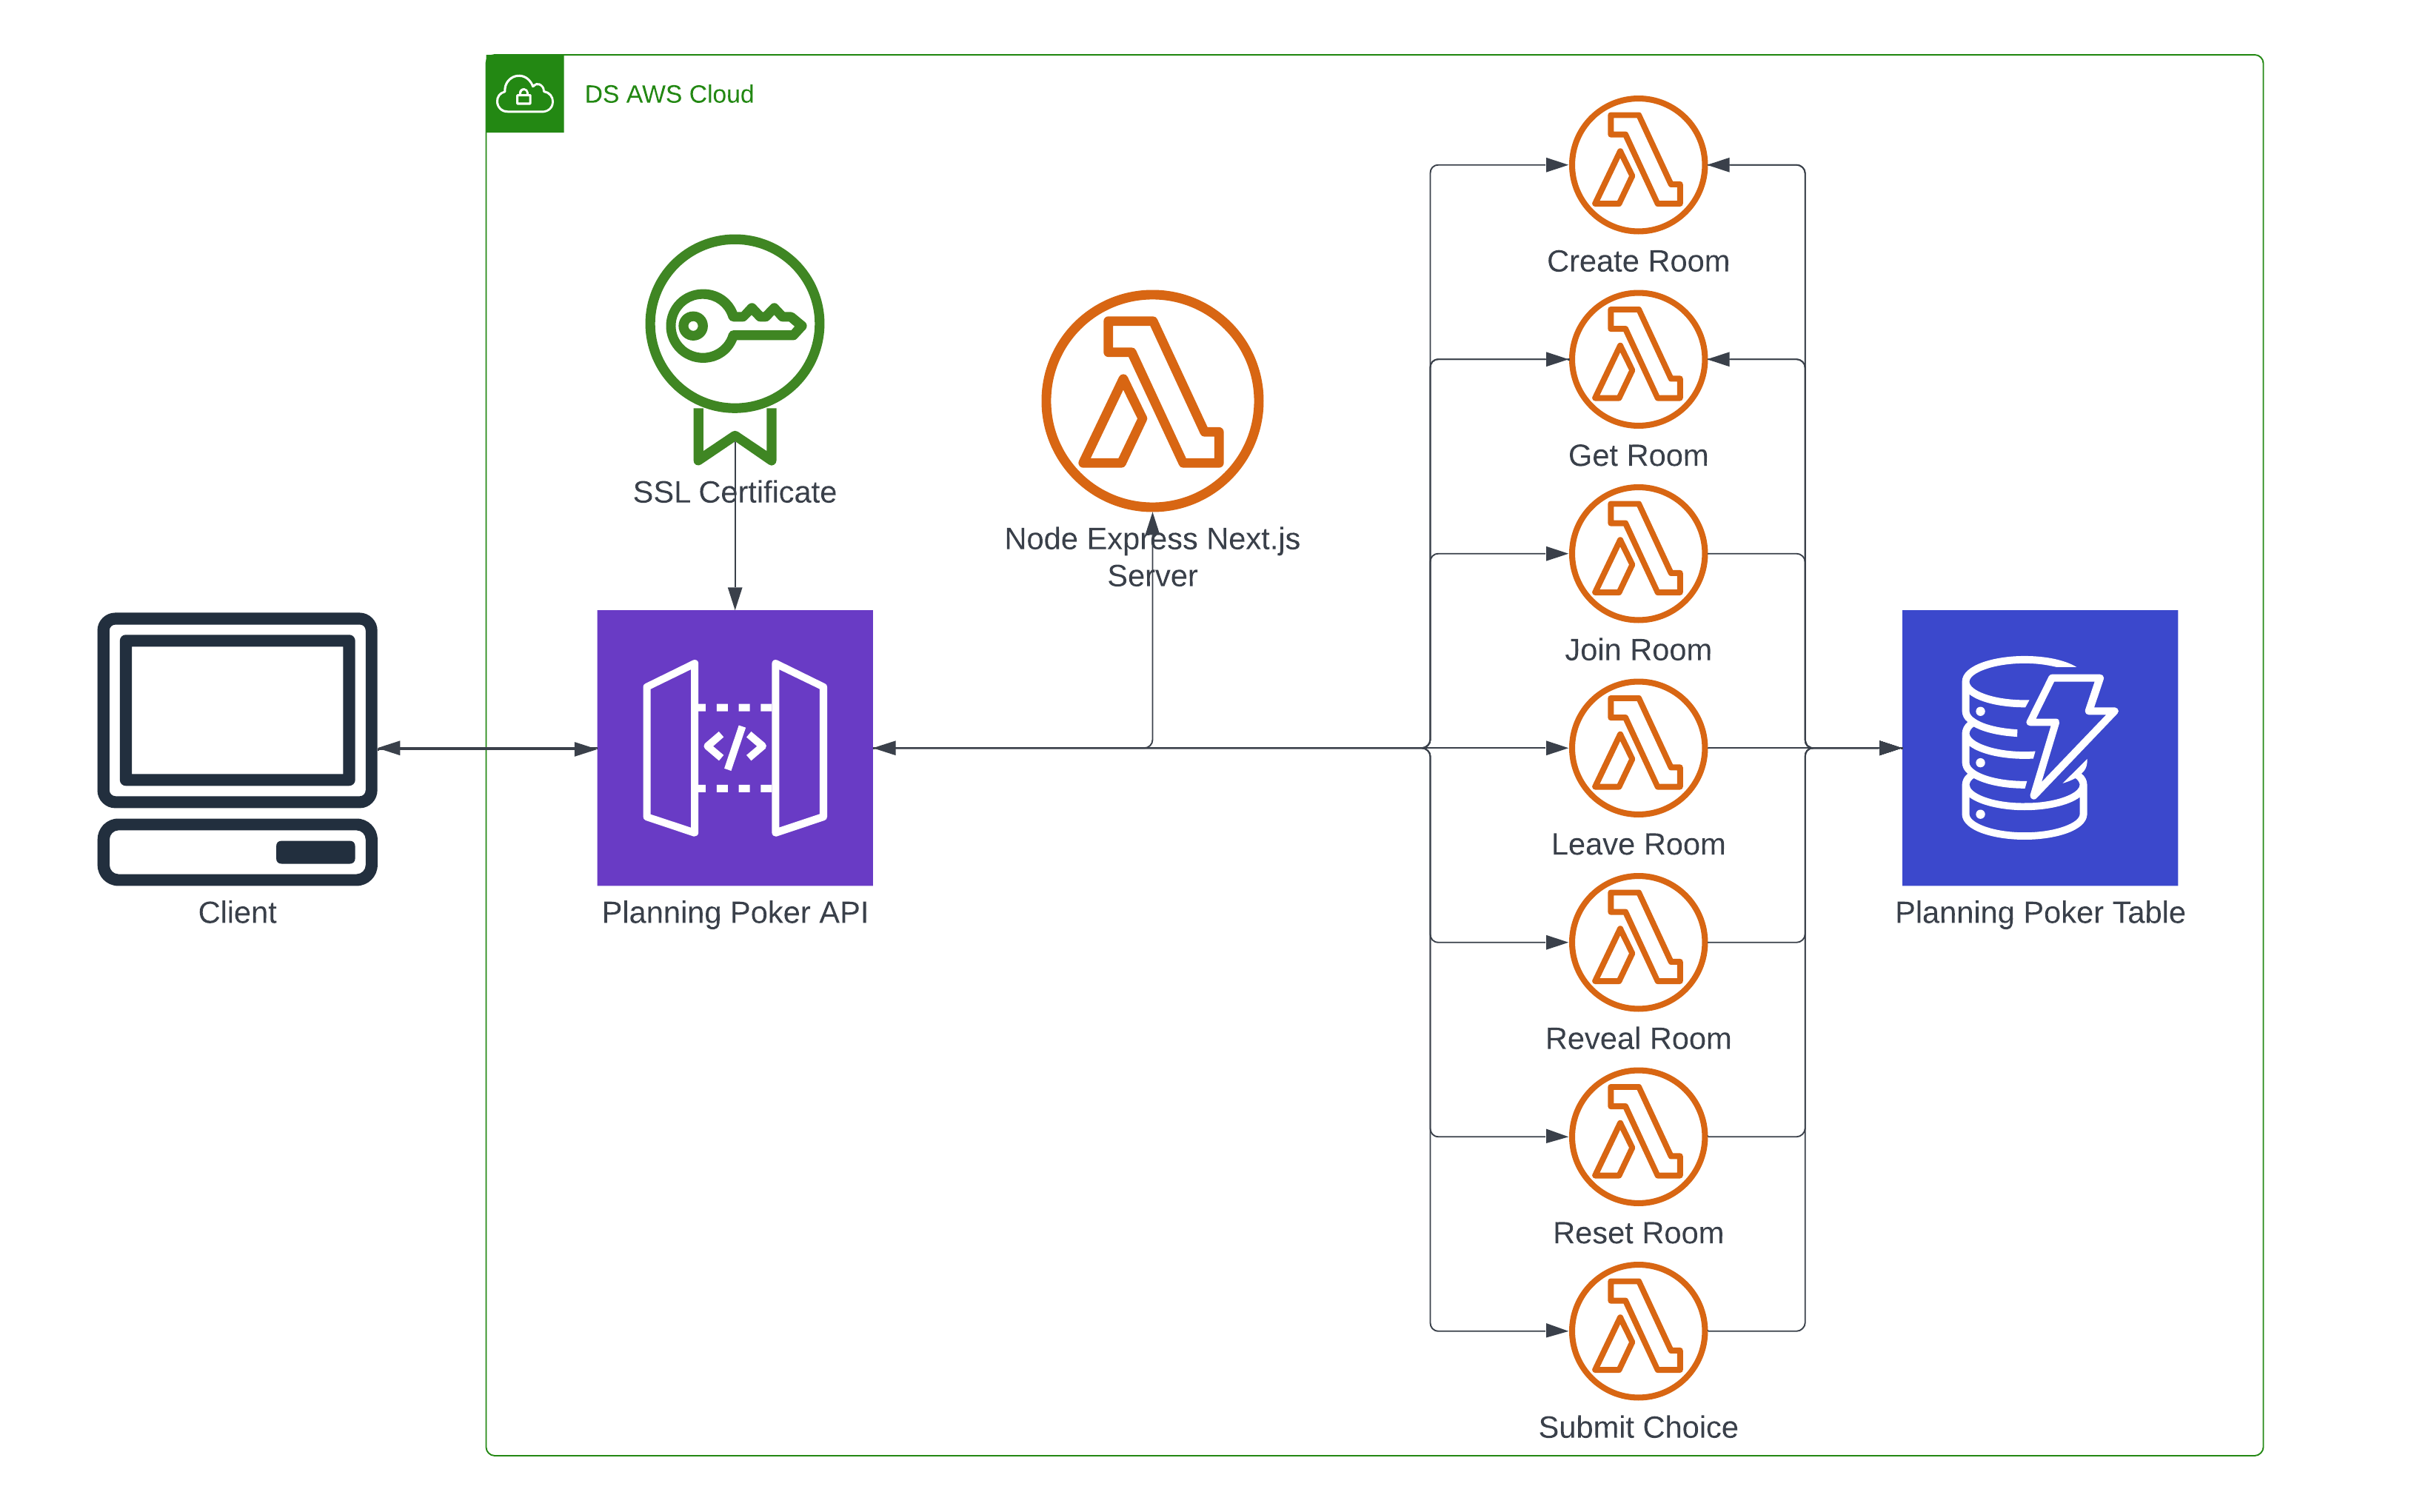 DS AWS Cloud
SSL Certificate
Node Express Next.js
Server
Client
Planning Poker API
Create Room
Get Room
Join Room
Leave Room
Reveal Room
Reset Room
Submit Choice
Planning Poker Table